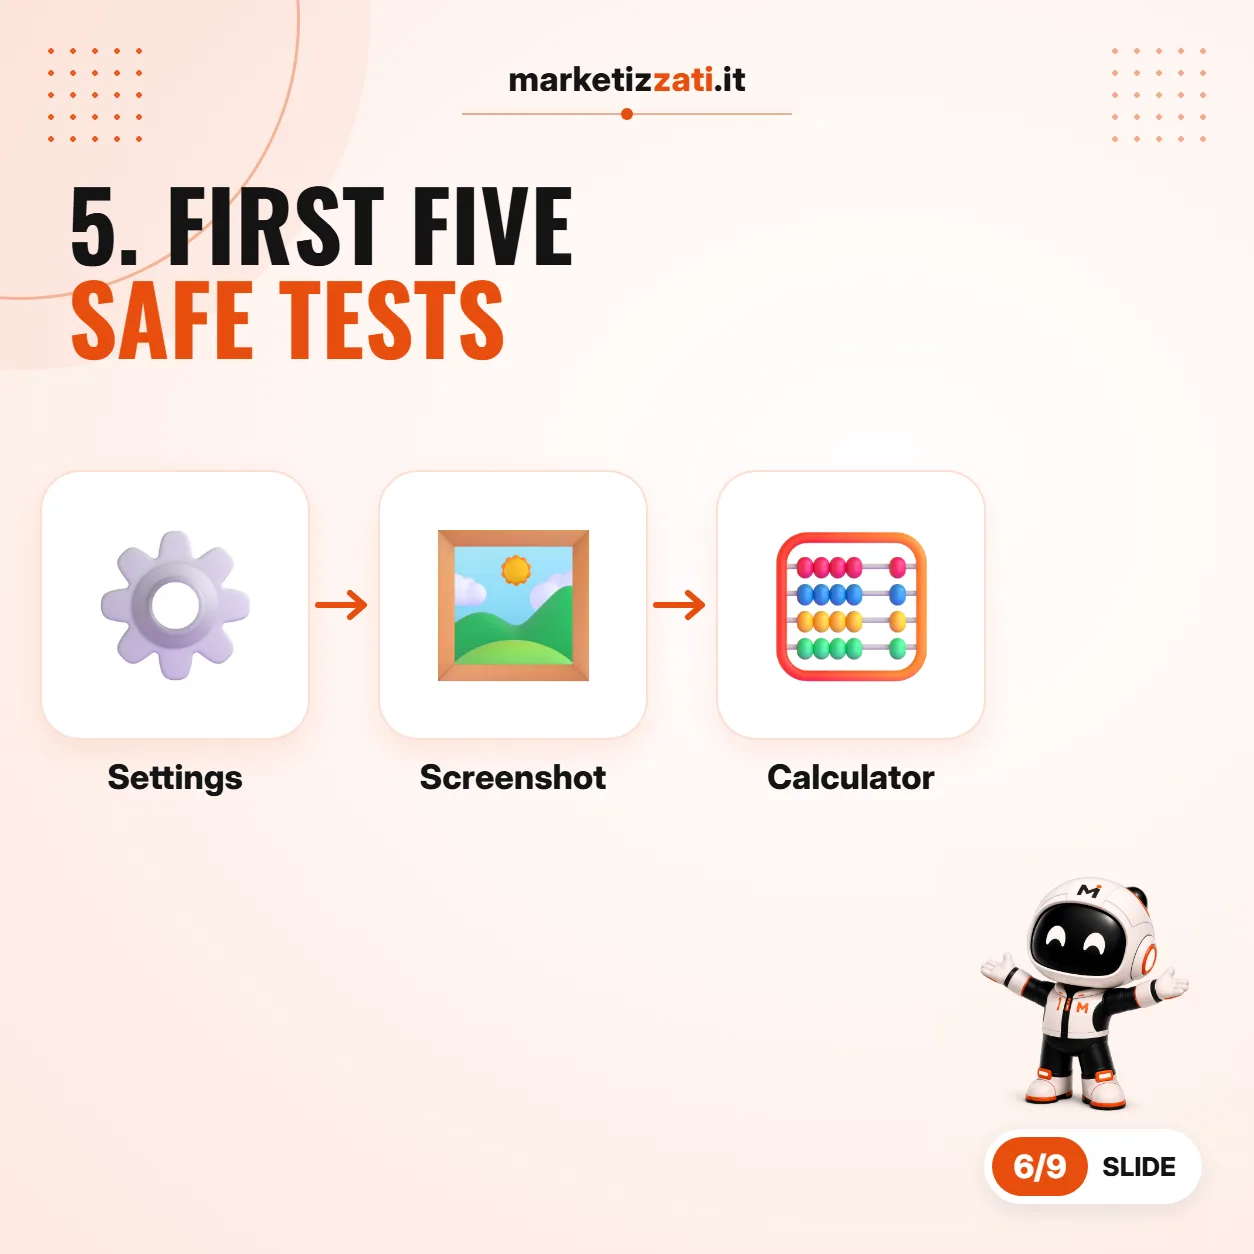 marketizzati.it
5. FIRST FIVE
SAFE TESTS
Settings
Screenshot
Calculator
M
6/9 SLIDE